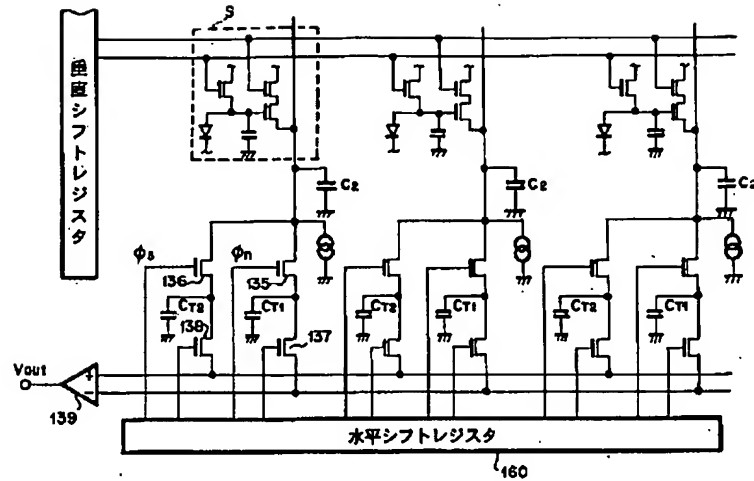 S
垂直シフトレジスタ
C2
C2
C2
φs
φn
136
135
CT2
CT1
CT2
CT1
CT2
CT1
138
137
Vout
+
−
139
水平シフトレジスタ
160